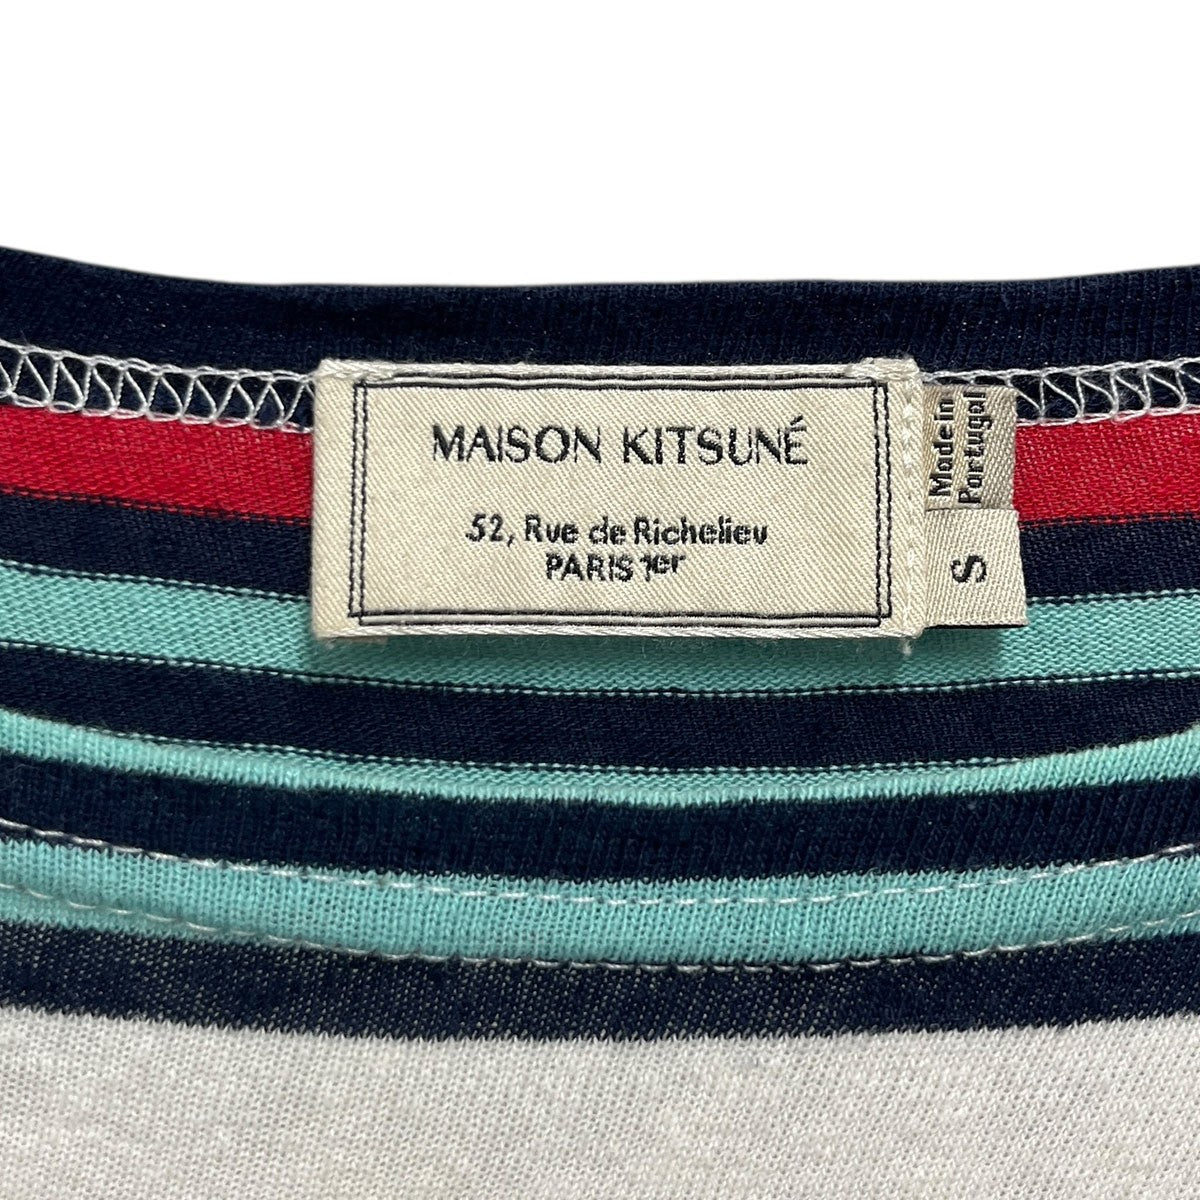 MAISON KITSUNÉ
52, Rue de Richelieu
PARIS 1er
Made in
Portugal
S